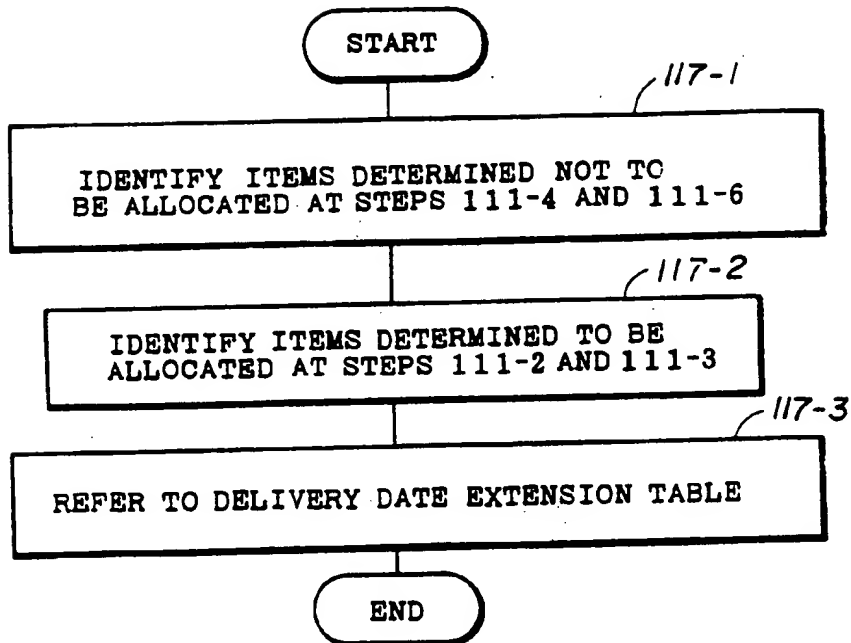 START
117-1
IDENTIFY ITEMS DETERMINED NOT TO
BE ALLOCATED AT STEPS 111-4 AND 111-6
117-2
IDENTIFY ITEMS DETERMINED TO BE
ALLOCATED AT STEPS 111-2 AND 111-3
117-3
REFER TO DELIVERY DATE EXTENSION TABLE
END